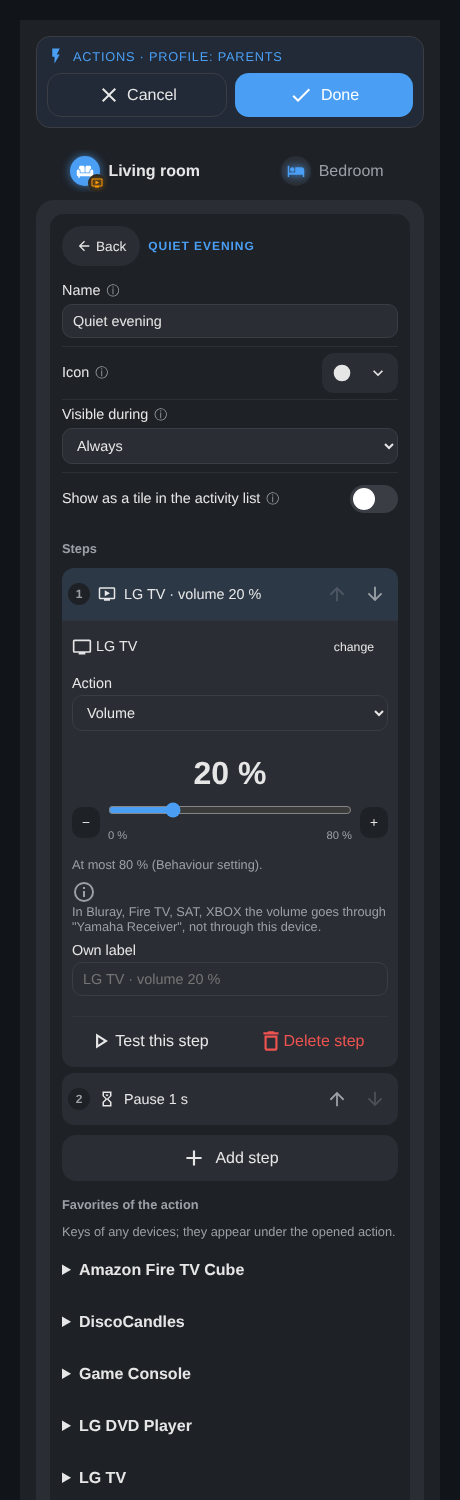 ACTIONS · PROFILE: PARENTS
Cancel
Done
Living room
Bedroom
Back
QUIET EVENING
Name
Quiet evening
Icon
Visible during
Always
Show as a tile in the activity list
Steps
1
LG TV · volume 20 %
LG TV
change
Action
Volume
20 %
−
+
0 %
80 %
At most 80 % (Behaviour setting).
In Bluray, Fire TV, SAT, XBOX the volume goes through
"Yamaha Receiver", not through this device.
Own label
LG TV · volume 20 %
Test this step
Delete step
2
Pause 1 s
Add step
Favorites of the action
Keys of any devices; they appear under the opened action.
Amazon Fire TV Cube
DiscoCandles
Game Console
LG DVD Player
LG TV